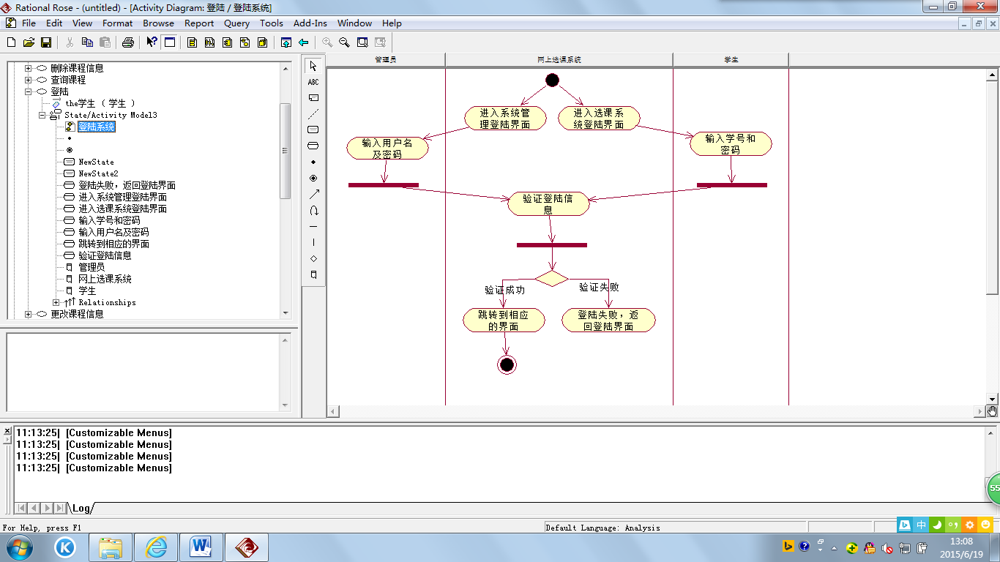 Rational Rose - (untitled) - [Activity Diagram: 登陆 / 登陆系统]
File Edit View Format Browse Report Query Tools Add-Ins Window Help
删除课程信息
查询课程
登陆
the学生 ( 学生 )
State/Activity Model3
登陆系统
NewState
NewState2
登陆失败，返回登陆界面
进入系统管理登陆界面
进入选课系统登陆界面
输入学号和密码
输入用户名及密码
跳转到相应的界面
验证登陆信息
管理员
网上选课系统
学生
Relationships
更改课程信息
ABC
管理员
网上选课系统
学生
进入系统管
理登陆界面
进入选课系
统登陆界面
输入用户名
及密码
输入学号和
密码
验证登陆信
息
验证成功
验证失败
跳转到相应
的界面
登陆失败，返
回登陆界面
11:13:25| [Customizable Menus]
11:13:25| [Customizable Menus]
11:13:25| [Customizable Menus]
11:13:25| [Customizable Menus]
55
Log
For Help, press F1
Default Language: Analysis
中
K
W
13:08
2015/6/19